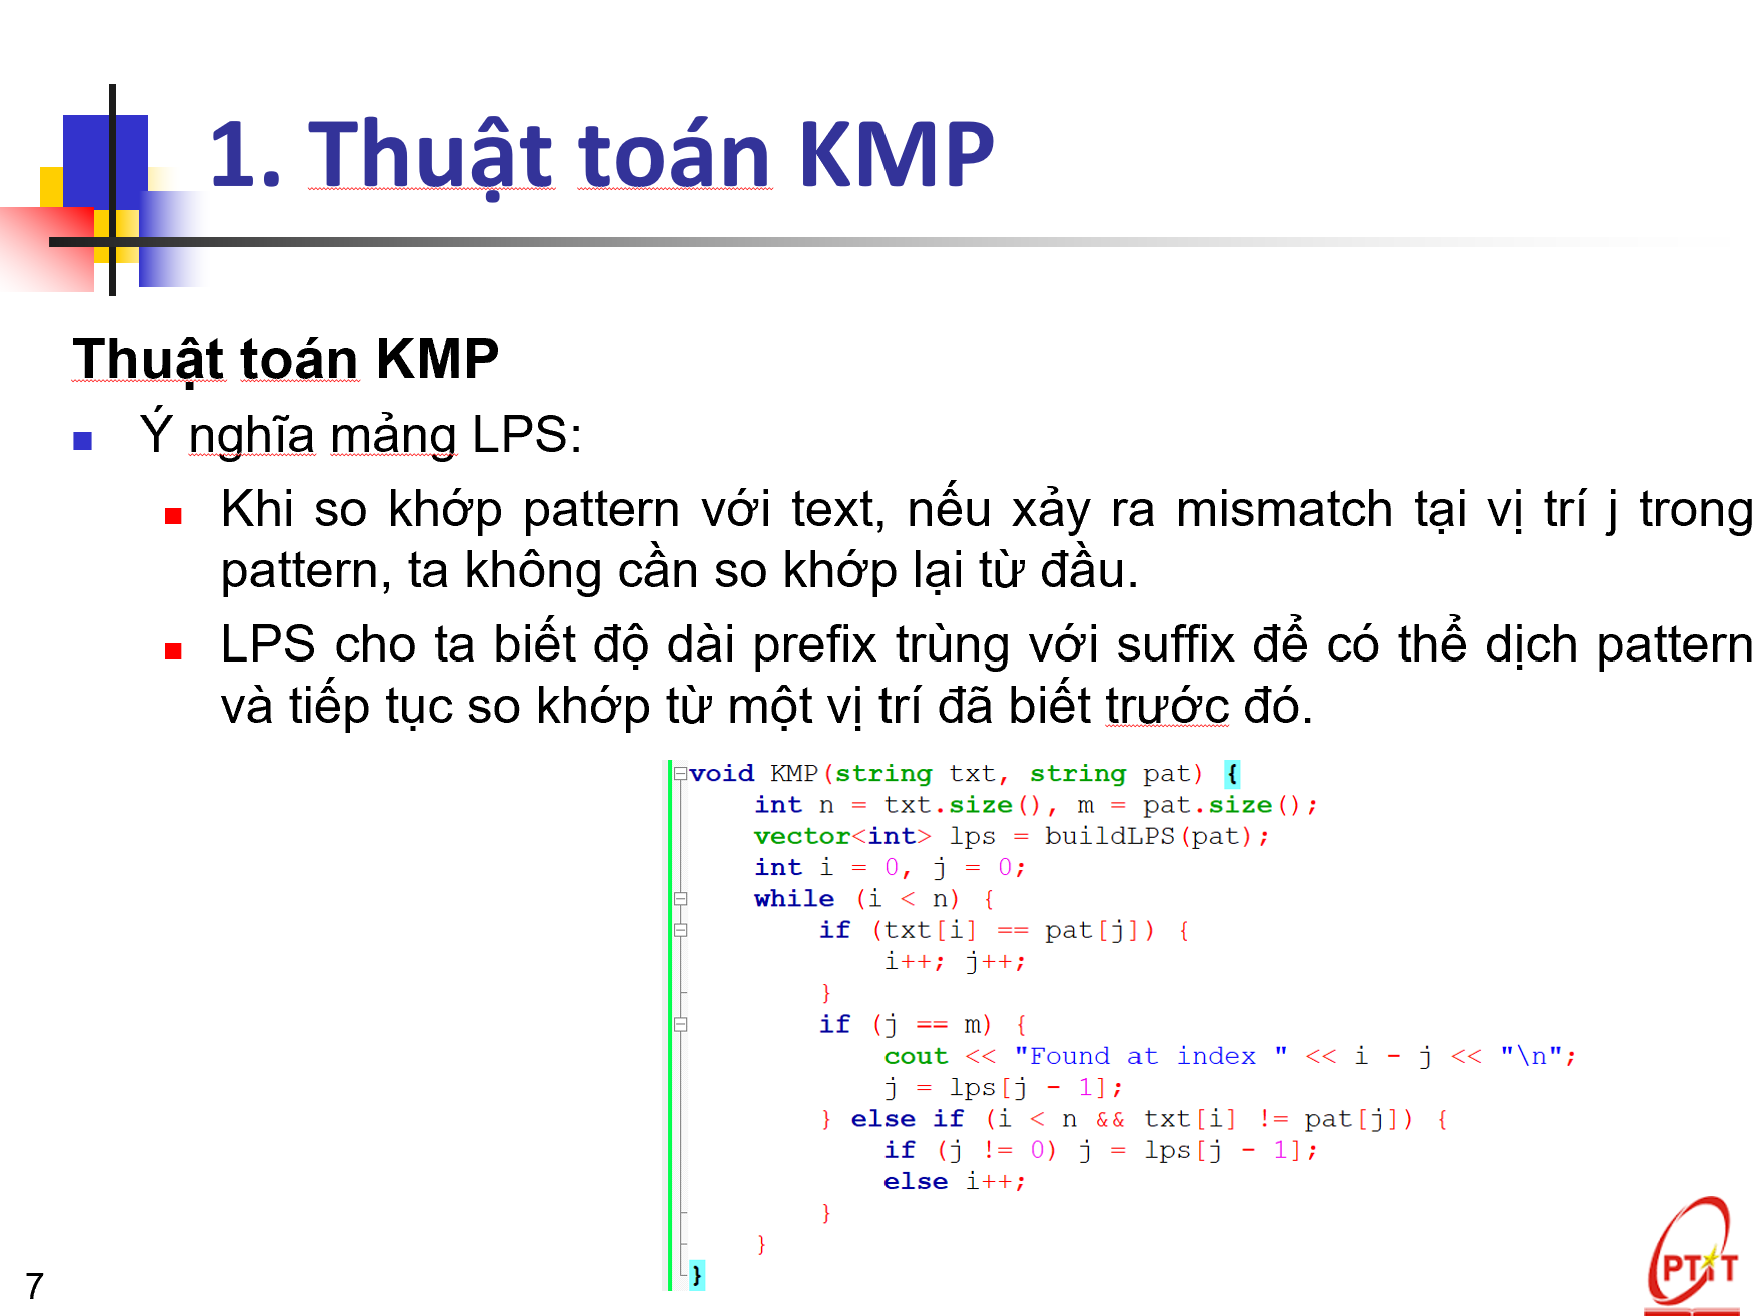 1. Thuật toán KMP
Thuật toán KMP
Ý nghĩa mảng LPS:
Khi so khớp pattern với text, nếu xảy ra mismatch tại vị trí j trong
pattern, ta không cần so khớp lại từ đầu.
LPS cho ta biết độ dài prefix trùng với suffix để có thể dịch pattern
và tiếp tục so khớp từ một vị trí đã biết trước đó.
void KMP(string txt, string pat) {
    int n = txt.size(), m = pat.size();
    vector<int> lps = buildLPS(pat);
    int i = 0, j = 0;
    while (i < n) {
        if (txt[i] == pat[j]) {
            i++; j++;
        }
        if (j == m) {
            cout << "Found at index " << i - j << "\n";
            j = lps[j - 1];
        } else if (i < n && txt[i] != pat[j]) {
            if (j != 0) j = lps[j - 1];
            else i++;
        }
    }
}
7
PTIT